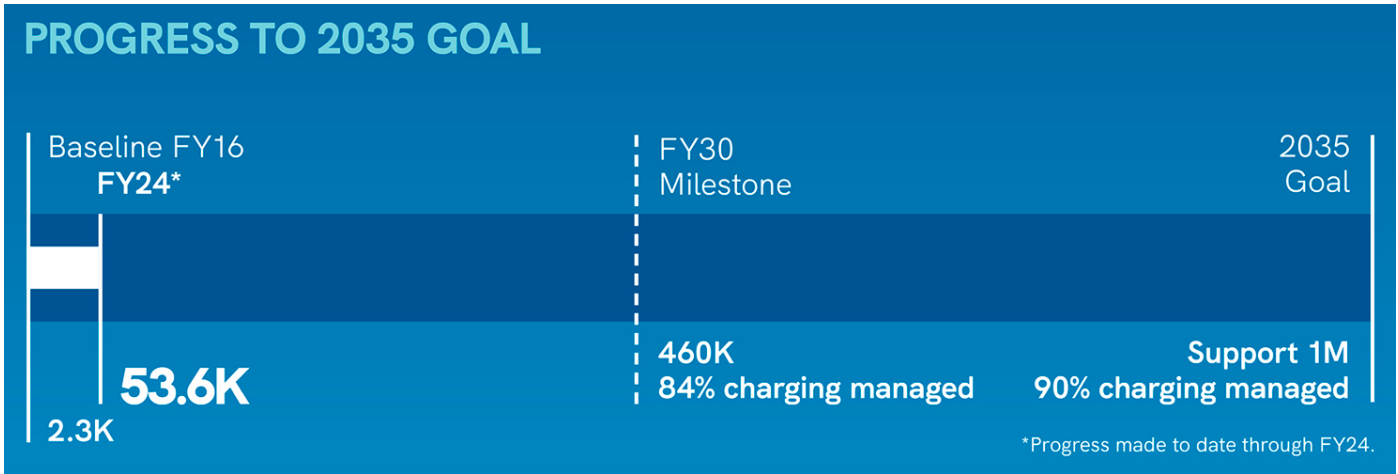 PROGRESS TO 2035 GOAL
Baseline FY16
FY24*
FY30
Milestone
2035
Goal
2.3K
53.6K
460K
84% charging managed
Support 1M
90% charging managed
*Progress made to date through FY24.